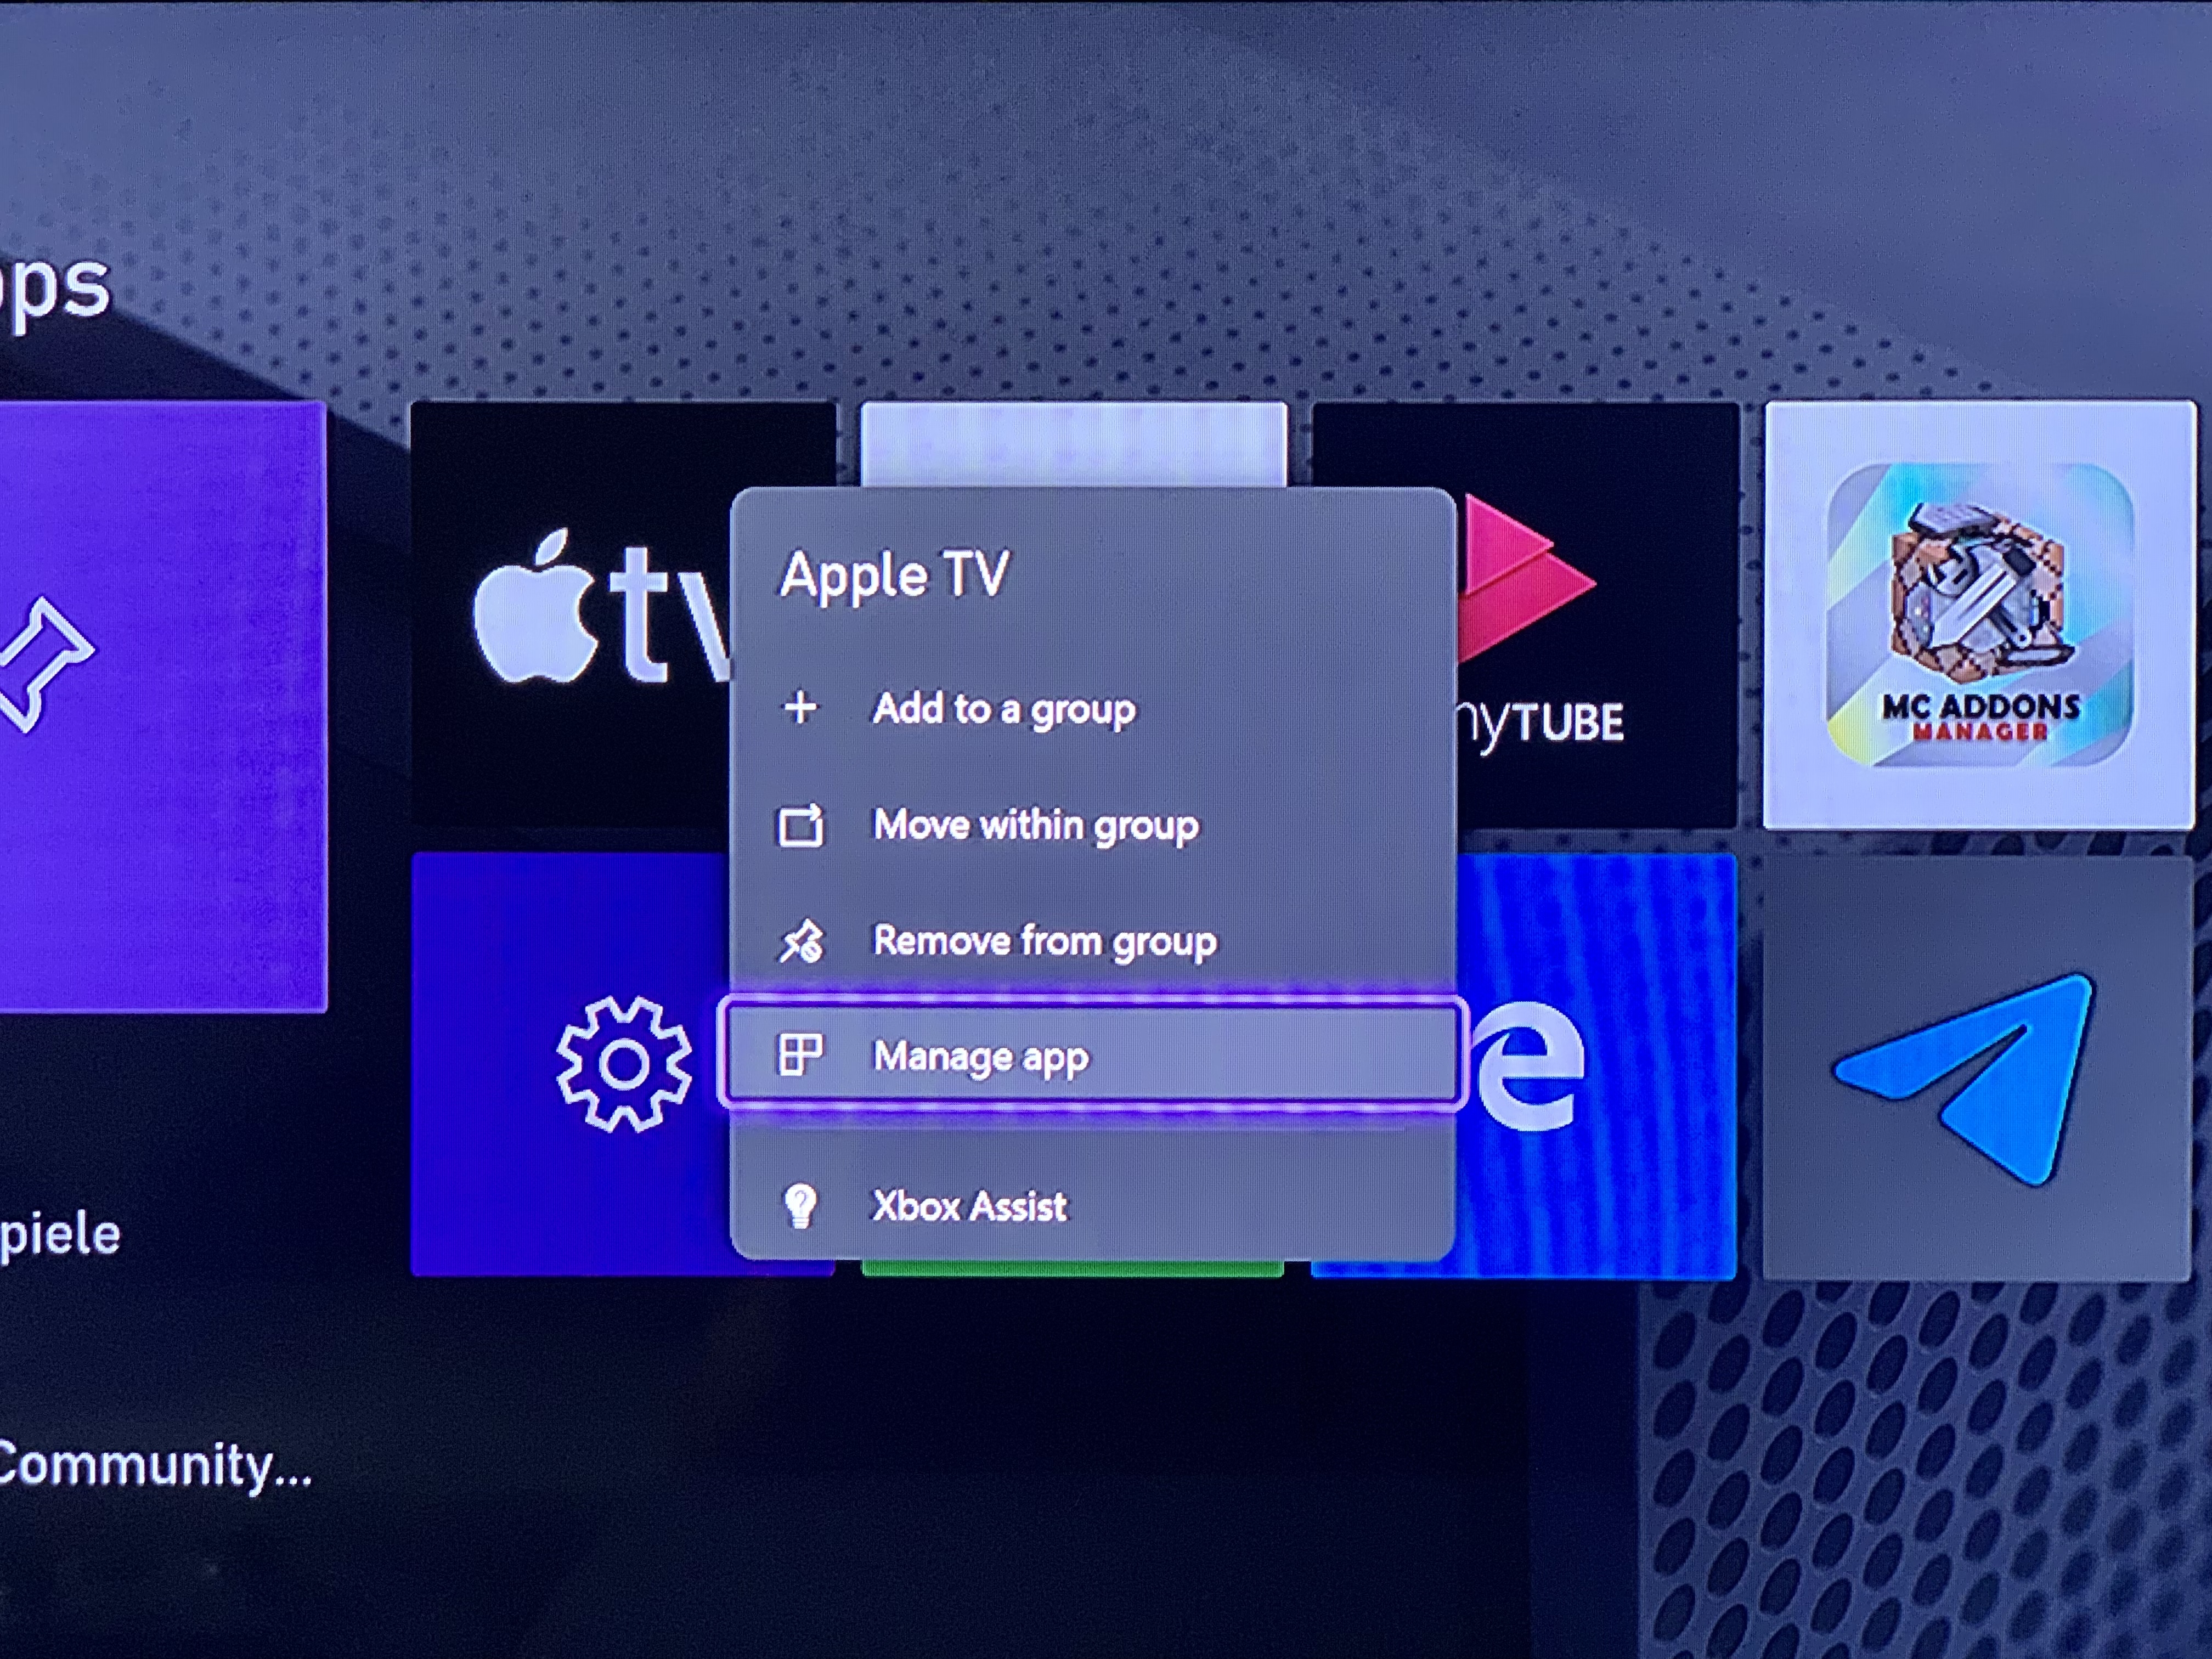 ps
tv
Apple TV
Add to a group
Move within group
Remove from group
Manage app
Xbox Assist
yTUBE
MC ADDONS
MANAGER
piele
Community...